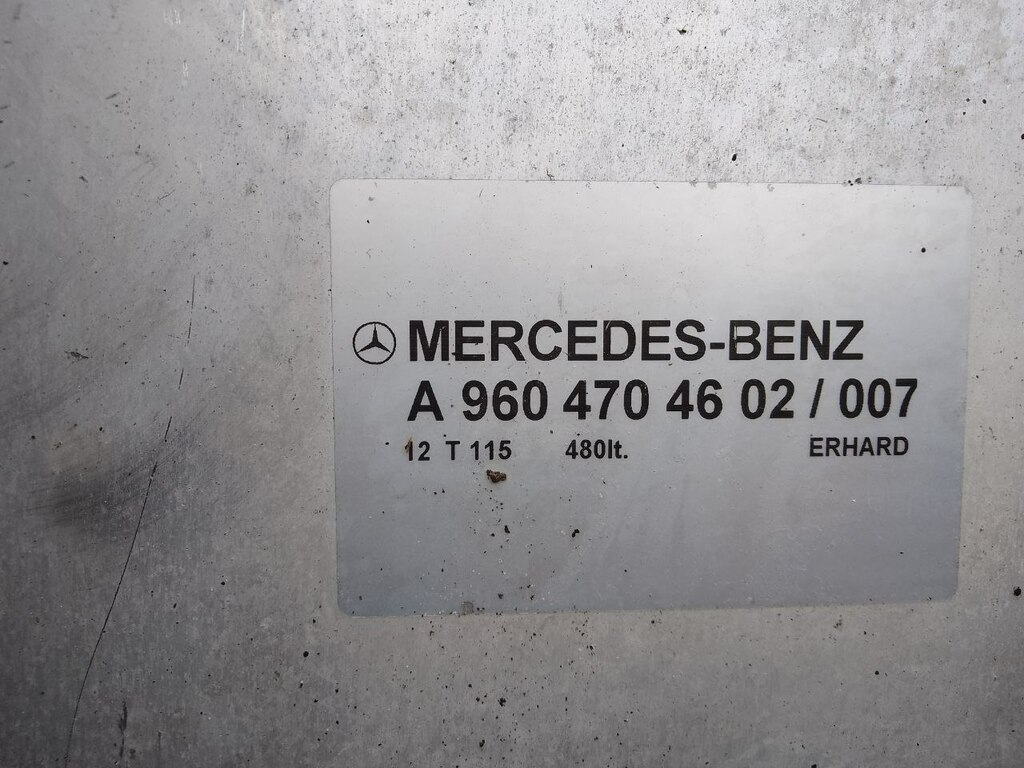 MERCEDES-BENZ
A 960 470 46 02 / 007
12 T 115 480lt. ERHARD